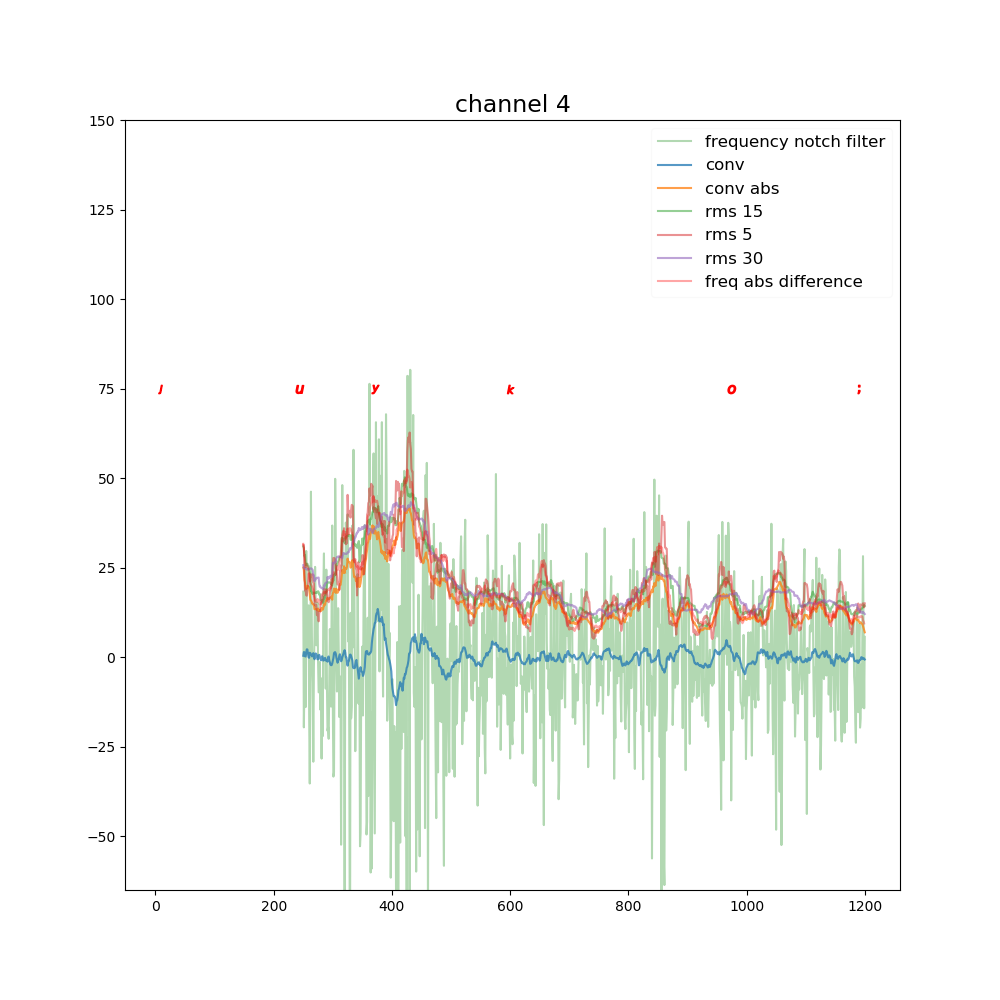 channel 4
150
125
100
75
50
25
0
−25
−50
frequency notch filter
conv
conv abs
rms 15
rms 5
rms 30
freq abs difference
j u y k o ;
0 200 400 600 800 1000 1200